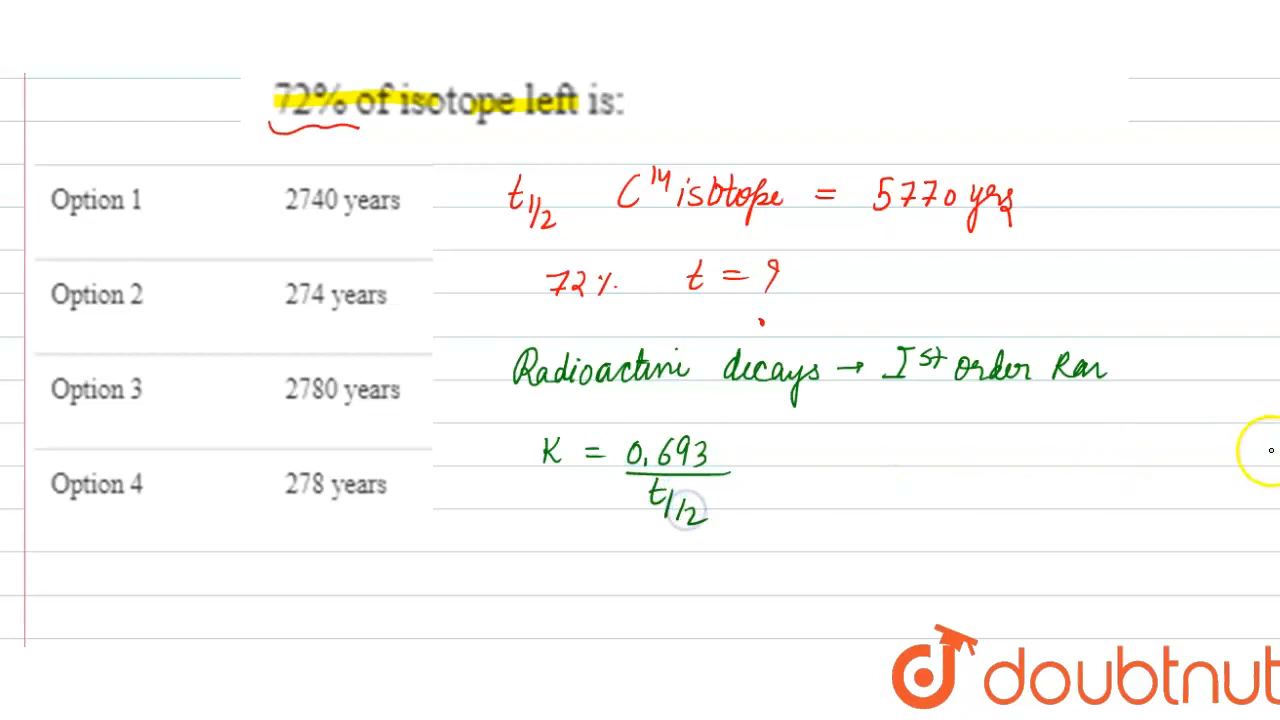 72% of isotope left is:
Option 1 2740 years
Option 2 274 years
Option 3 2780 years
Option 4 278 years
t1/2 C14 isotope = 5770 yrs
72% t = ?
Radioactive decays → Ist order
K = 0.693
t1/2
doubtnut